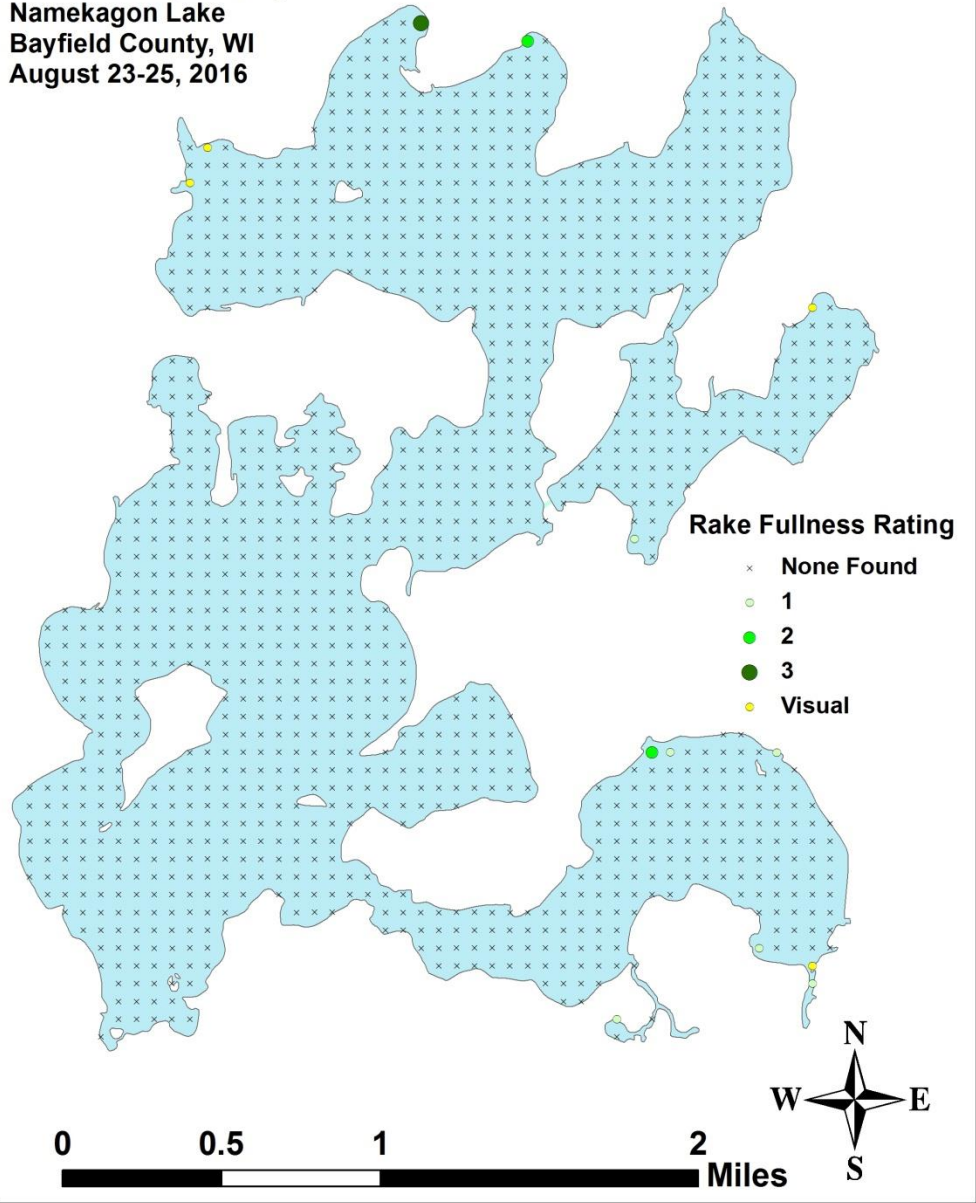 Namekagon Lake
Bayfield County, WI
August 23-25, 2016
Rake Fullness Rating
None Found
1
2
3
Visual
N
W E
S
0 0.5 1 2
Miles